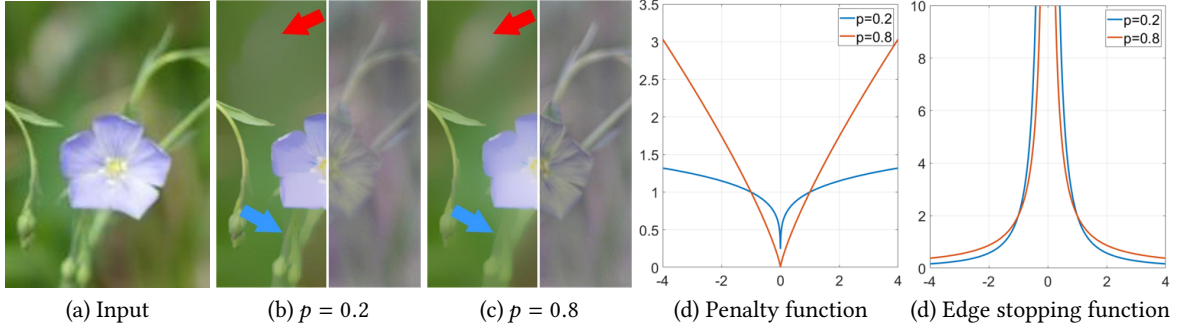 3.5
3
2.5
2
1.5
1
0.5
0
-4 -2 0 2 4
p=0.2
p=0.8
10
8
6
4
2
0
-4 -2 0 2 4
p=0.2
p=0.8
(a) Input
(b) p = 0.2
(c) p = 0.8
(d) Penalty function
(d) Edge stopping function